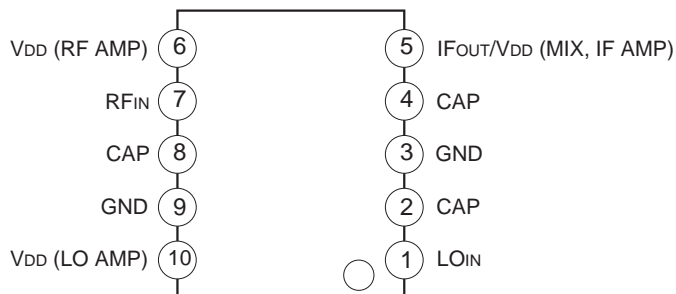 VDD (RF AMP) 6 5 IFOUT/VDD (MIX, IF AMP)
RFIN 7 4 CAP
CAP 8 3 GND
GND 9 2 CAP
VDD (LO AMP) 10 1 LOIN